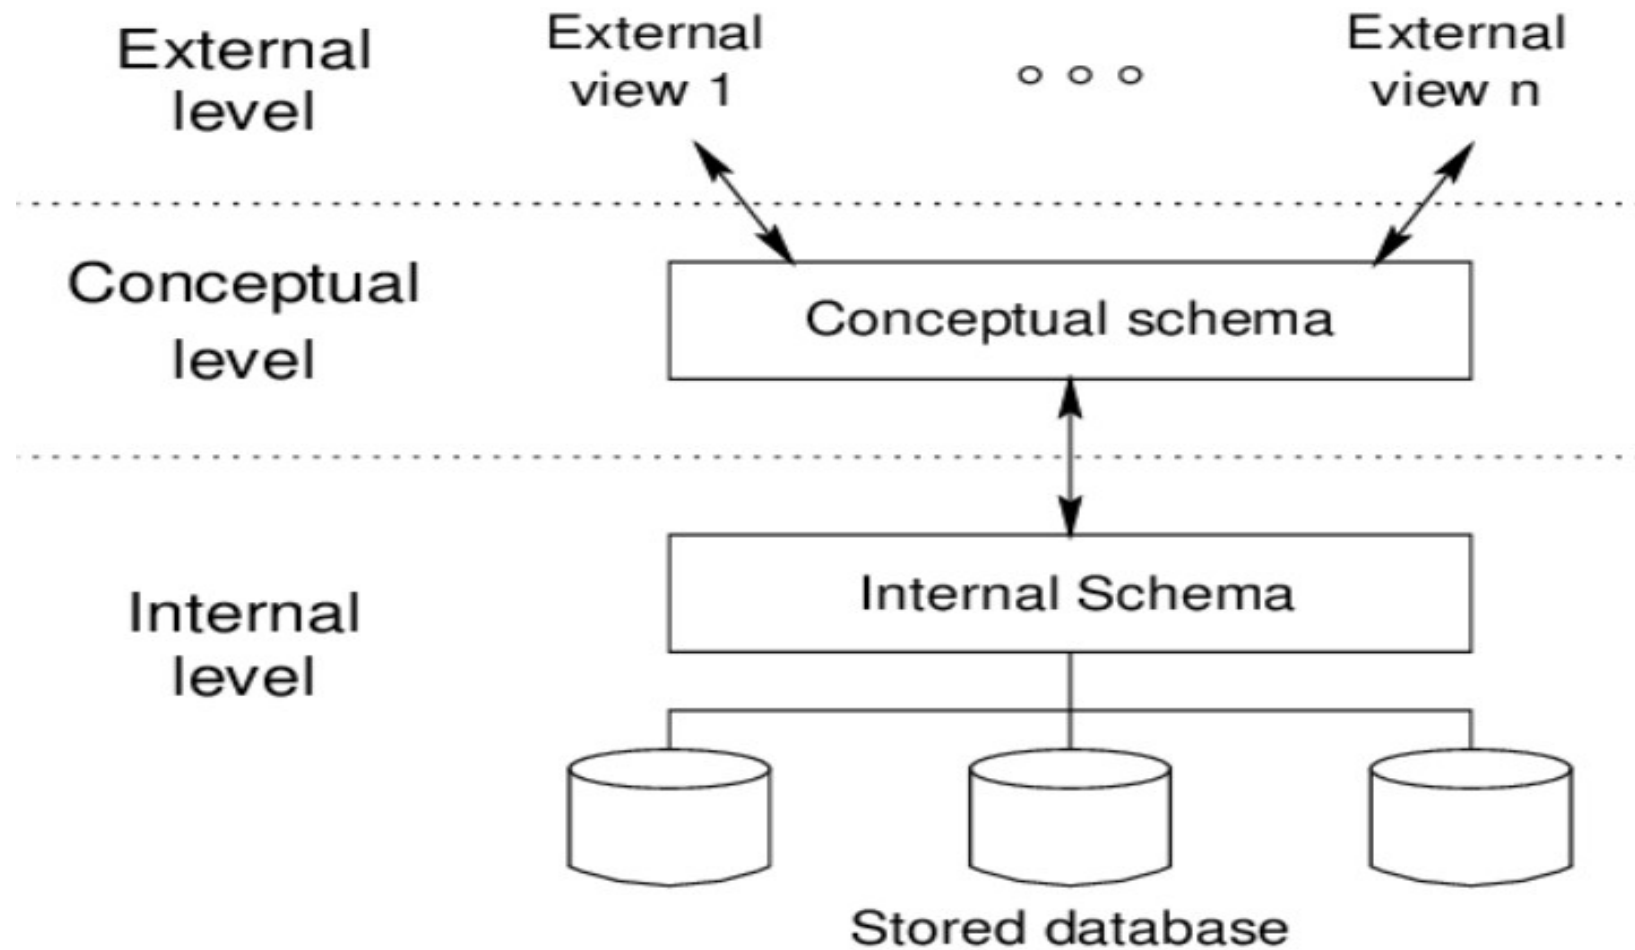 External
level
External
view 1
External
view n
Conceptual
level
Conceptual schema
Internal
level
Internal Schema
Stored database